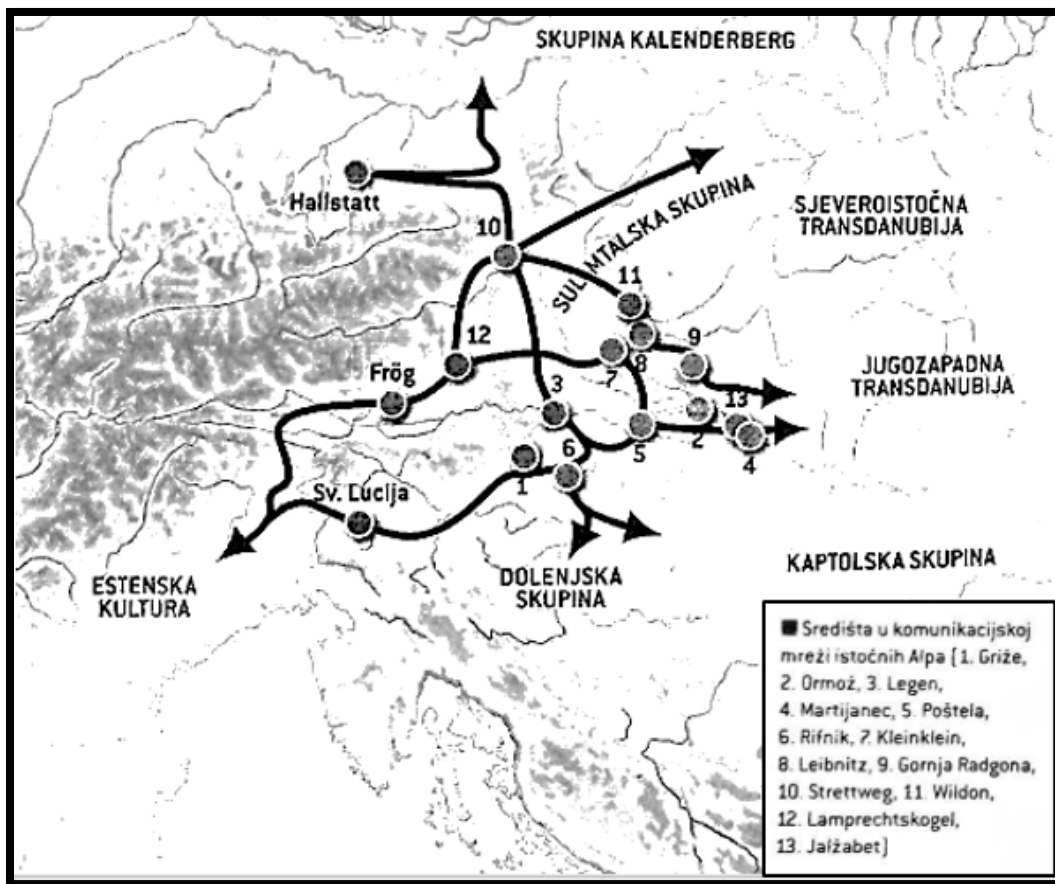 SKUPINA KALENDERBERG
Hallstatt
10
SULMTALSKA SKUPINA
SJEVEROISTOČNA
TRANSDANUBIJA
11
12
9
7
8
Frög
JUGOZAPADNA
TRANSDANUBIJA
3
13
2
5
4
6
1
Sv. Lucija
ESTENSKA
KULTURA
DOLENJSKA
SKUPINA
KAPTOLSKA SKUPINA
Središta u komunikacijskoj
mreži istočnih Alpa (1. Griže,
2. Ormož, 3. Legen,
4. Martijanec, 5. Poštela,
6. Rifnik, 7. Kleinklein,
8. Leibnitz, 9. Gornja Radgona,
10. Strettweg, 11. Wildon,
12. Lamprechtskogel,
13. Jalžabet)